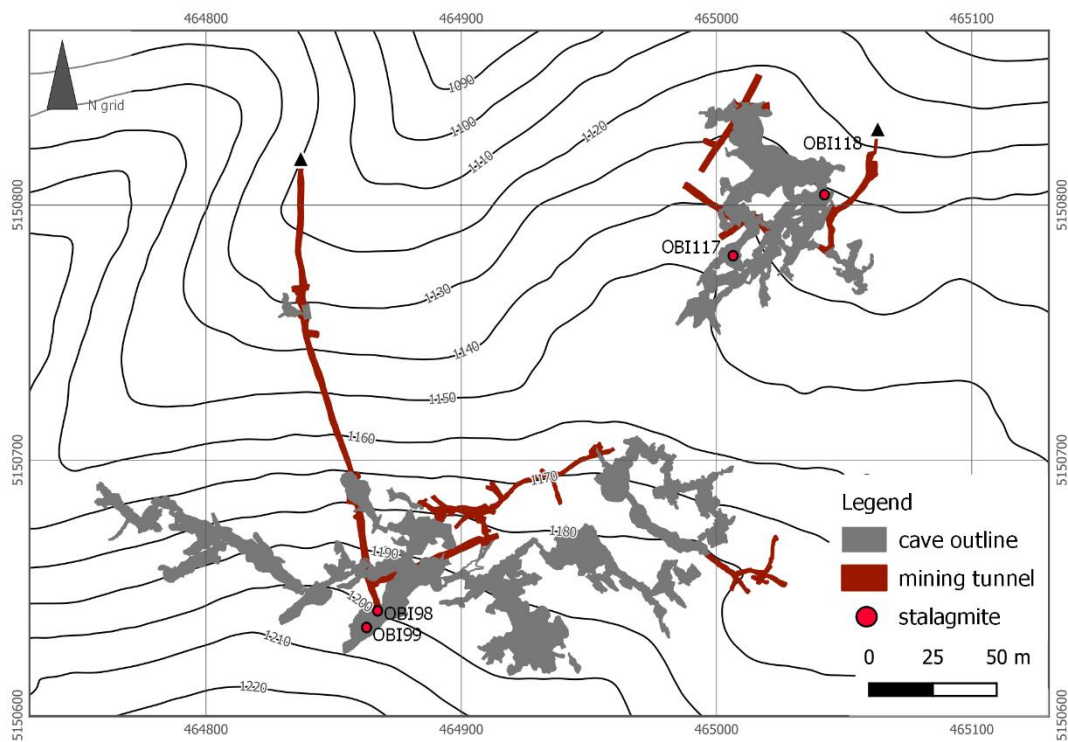 464800 464900 465000 465100
N grid
1090
1100
1110
1120
OBI118
5150800
5150800
OBI117
1130
1140
1150
1160
5150700
5150700
1170
1180
1190
1200
OBI98
OBI99
1210
1220
Legend
cave outline
mining tunnel
stalagmite
0 25 50 m
5150600
5150600
464800 464900 465000 465100